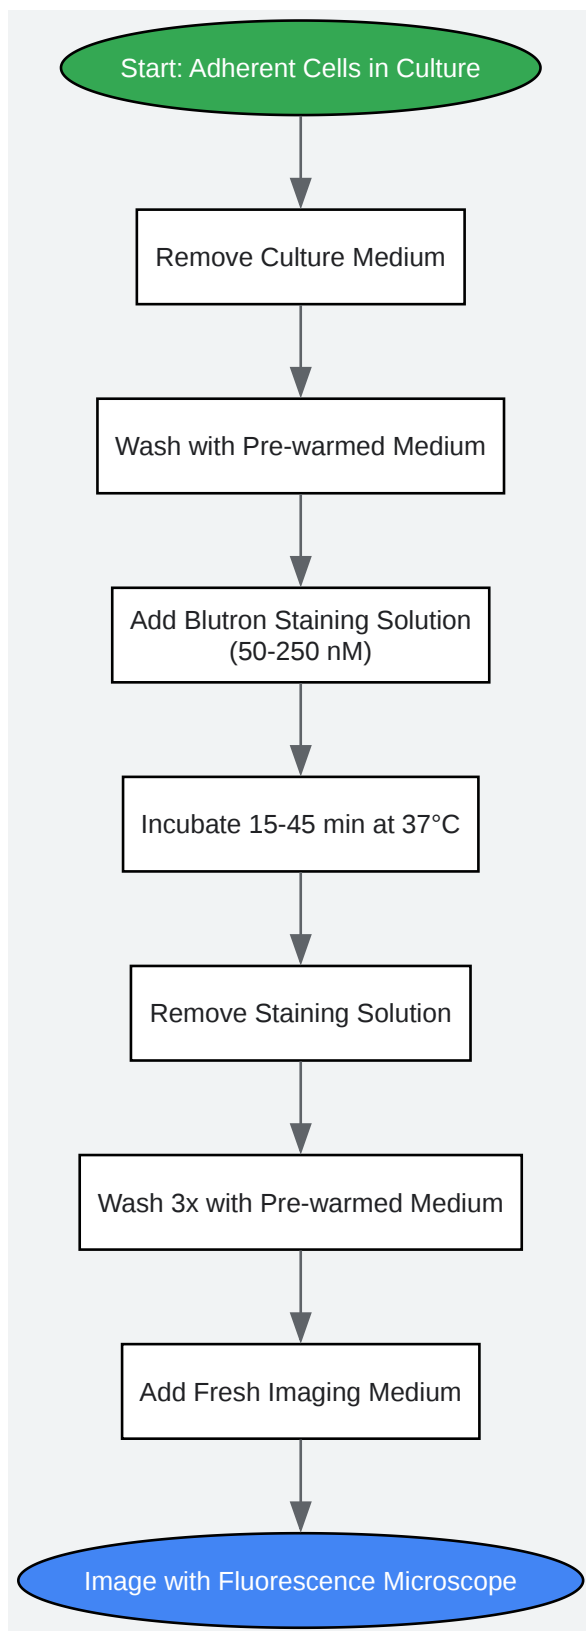 Start: Adherent Cells in Culture
Remove Culture Medium
Wash with Pre-warmed Medium
Add Blutron Staining Solution
(50-250 nM)
Incubate 15-45 min at 37°C
Remove Staining Solution
Wash 3x with Pre-warmed Medium
Add Fresh Imaging Medium
Image with Fluorescence Microscope